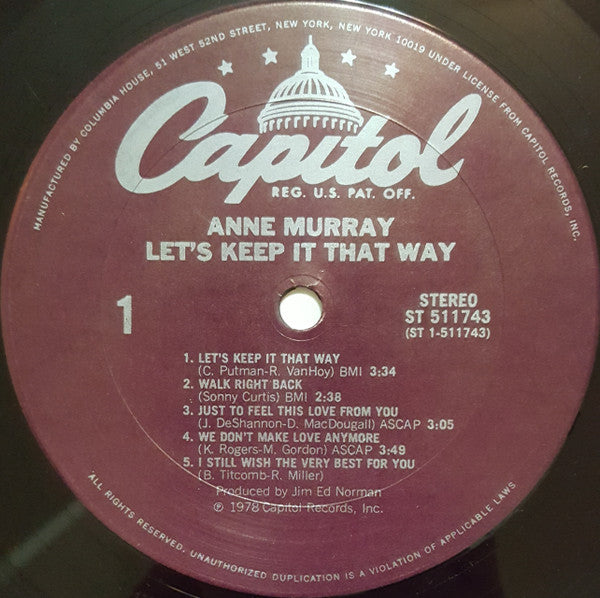 MANUFACTURED BY COLUMBIA HOUSE, 51 WEST 52ND STREET, NEW YORK, NEW YORK 10019 UNDER LICENSE FROM CAPITOL RECORDS, INC.
Capitol
REG. U.S. PAT. OFF.
ANNE MURRAY
LET'S KEEP IT THAT WAY
1
STEREO
ST 511743
(ST 1-511743)
1. LET'S KEEP IT THAT WAY
(C. Putman-R. VanHoy) BMI 3:34
2. WALK RIGHT BACK
(Sonny Curtis) BMI 2:38
3. JUST TO FEEL THIS LOVE FROM YOU
(J. DeShannon-D. MacDougall) ASCAP 3:05
4. WE DON'T MAKE LOVE ANYMORE
(K. Rogers-M. Gordon) ASCAP 3:49
5. I STILL WISH THE VERY BEST FOR YOU
(B. Titcomb-R. Miller)
Produced by Jim Ed Norman
℗ 1978 Capitol Records, Inc.
ALL RIGHTS RESERVED. UNAUTHORIZED DUPLICATION IS A VIOLATION OF APPLICABLE LAWS